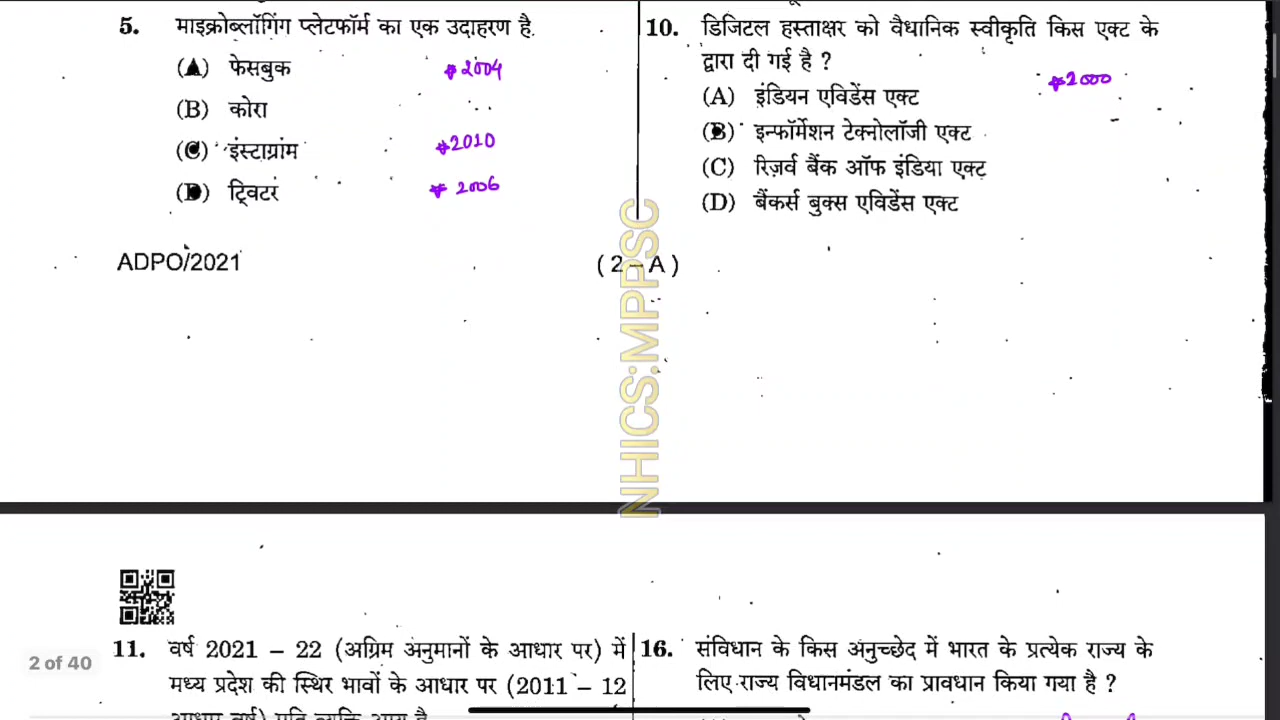 5. माइक्रोब्लॉगिंग प्लेटफॉर्म का एक उदाहरण है
(A) फेसबुक *2004
(B) कोरा
(C) इंस्टाग्राम *2010
(D) ट्विटर * 2006
ADPO/2021
10. डिजिटल हस्ताक्षर को वैधानिक स्वीकृति किस एक्ट के
द्वारा दी गई है ?
*2000
(A) इंडियन एविडेंस एक्ट
(B) इन्फॉर्मेशन टेक्नोलॉजी एक्ट
(C) रिज़र्व बैंक ऑफ इंडिया एक्ट
(D) बैंकर्स बुक्स एविडेंस एक्ट
( 2 – A )
NHICS:MPPSC
2 of 40
11. वर्ष 2021 – 22 (अग्रिम अनुमानों के आधार पर) में
मध्य प्रदेश की स्थिर भावों के आधार पर (2011 – 12
16. संविधान के किस अनुच्छेद में भारत के प्रत्येक राज्य के
लिए राज्य विधानमंडल का प्रावधान किया गया है ?